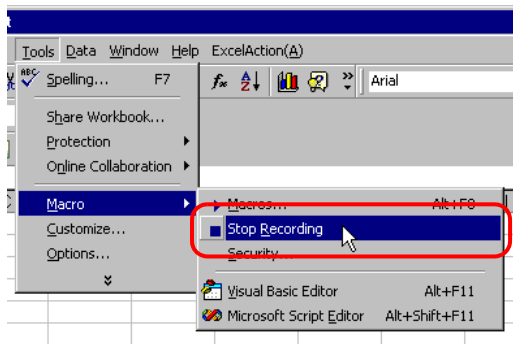 Tools Data Window Help ExcelAction(A)
ABC Spelling... F7
Arial
Share Workbook...
Protection
Online Collaboration
Macro
Macros... Alt+F8
Customize...
Stop Recording
Options...
Security...
Visual Basic Editor Alt+F11
Microsoft Script Editor Alt+Shift+F11